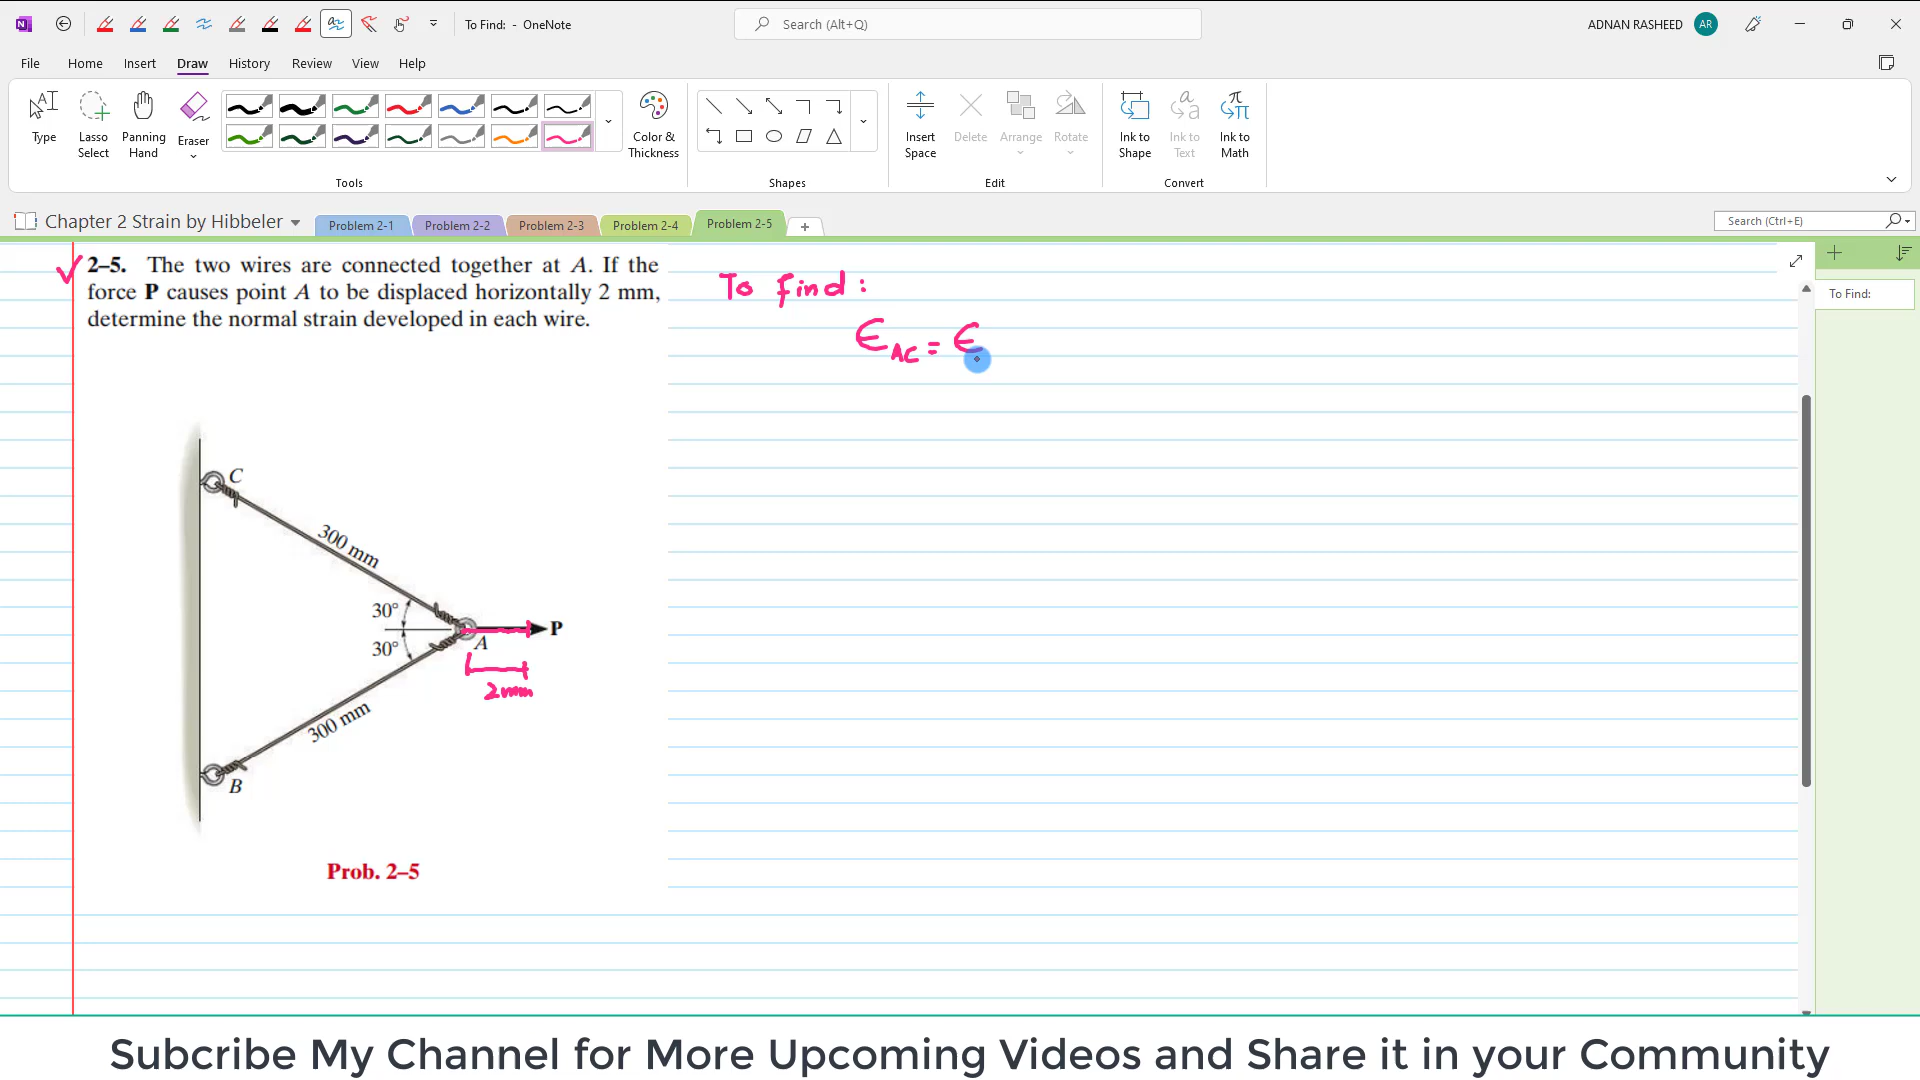 To Find: - OneNote
Search (Alt+Q)
ADNAN RASHEED
AR
File
Home
Insert
Draw
History
Review
View
Help
Type
Lasso Select
Panning Hand
Eraser
Color & Thickness
Insert Space
Delete
Arrange
Rotate
Ink to Shape
Ink to Text
Ink to Math
Tools
Shapes
Edit
Convert
Chapter 2 Strain by Hibbeler
Problem 2-1
Problem 2-2
Problem 2-3
Problem 2-4
Problem 2-5
Search (Ctrl+E)
2–5. The two wires are connected together at A. If the
force P causes point A to be displaced horizontally 2 mm,
determine the normal strain developed in each wire.
To find:
To Find:
ϵAC = ϵ
C
300 mm
30°
P
30°
A
2mm
300 mm
B
Prob. 2–5
Subcribe My Channel for More Upcoming Videos and Share it in your Community